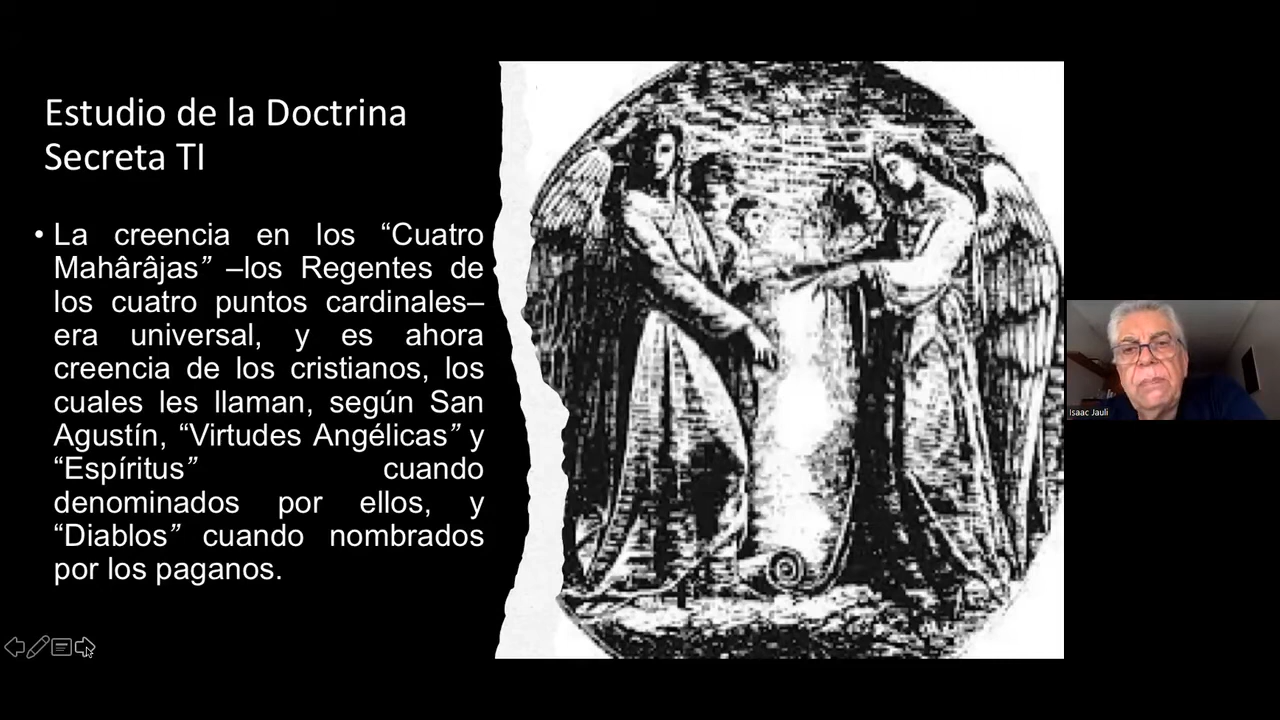 Estudio de la Doctrina
Secreta TI
• La creencia en los “Cuatro
Mahârâjas” –los Regentes de
los cuatro puntos cardinales–
era universal, y es ahora
creencia de los cristianos, los
cuales les llaman, según San
Agustín, “Virtudes Angélicas” y
“Espíritus” cuando
denominados por ellos, y
“Diablos” cuando nombrados
por los paganos.
Isaac Jauli